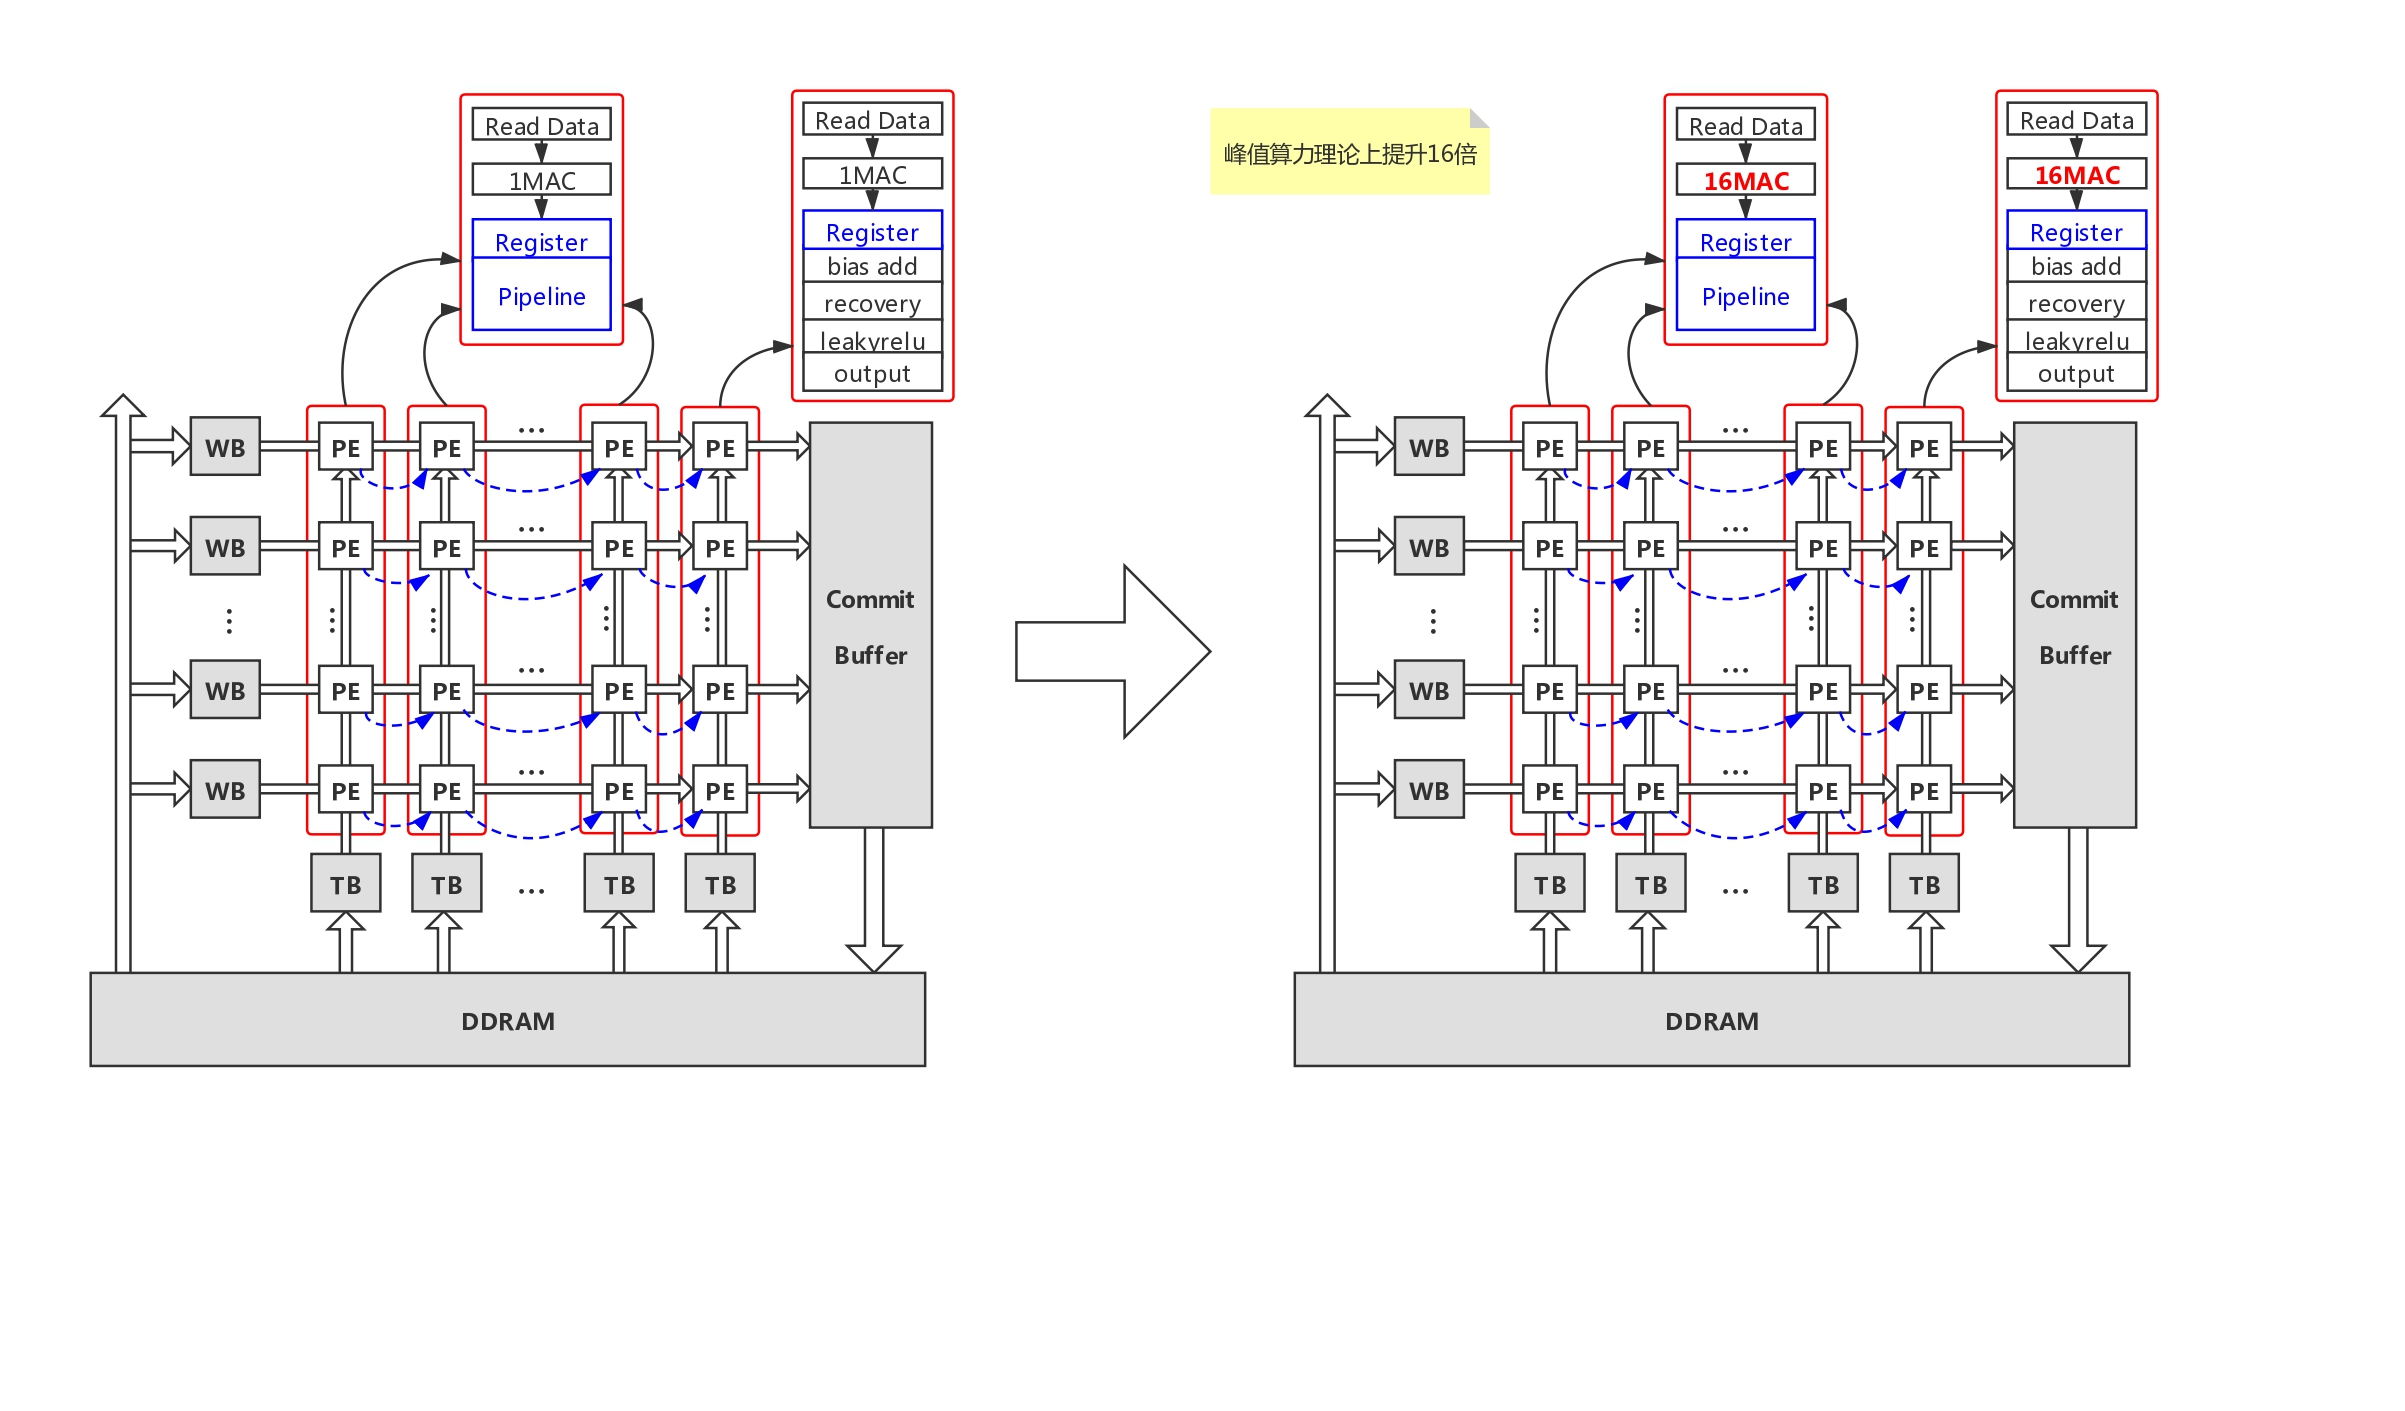 Read Data
1MAC
Register
Pipeline
Read Data
1MAC
Register
bias add
recovery
leakyrelu
output
WB PE PE ... PE PE
WB PE PE ... PE PE
...
WB PE PE ... PE PE
WB PE PE ... PE PE
Commit
Buffer
TB TB ... TB TB
DDRAM
峰值算力理论上提升16倍
Read Data
16MAC
Register
Pipeline
Read Data
16MAC
Register
bias add
recovery
leakyrelu
output
WB PE PE ... PE PE
WB PE PE ... PE PE
...
WB PE PE ... PE PE
WB PE PE ... PE PE
Commit
Buffer
TB TB ... TB TB
DDRAM